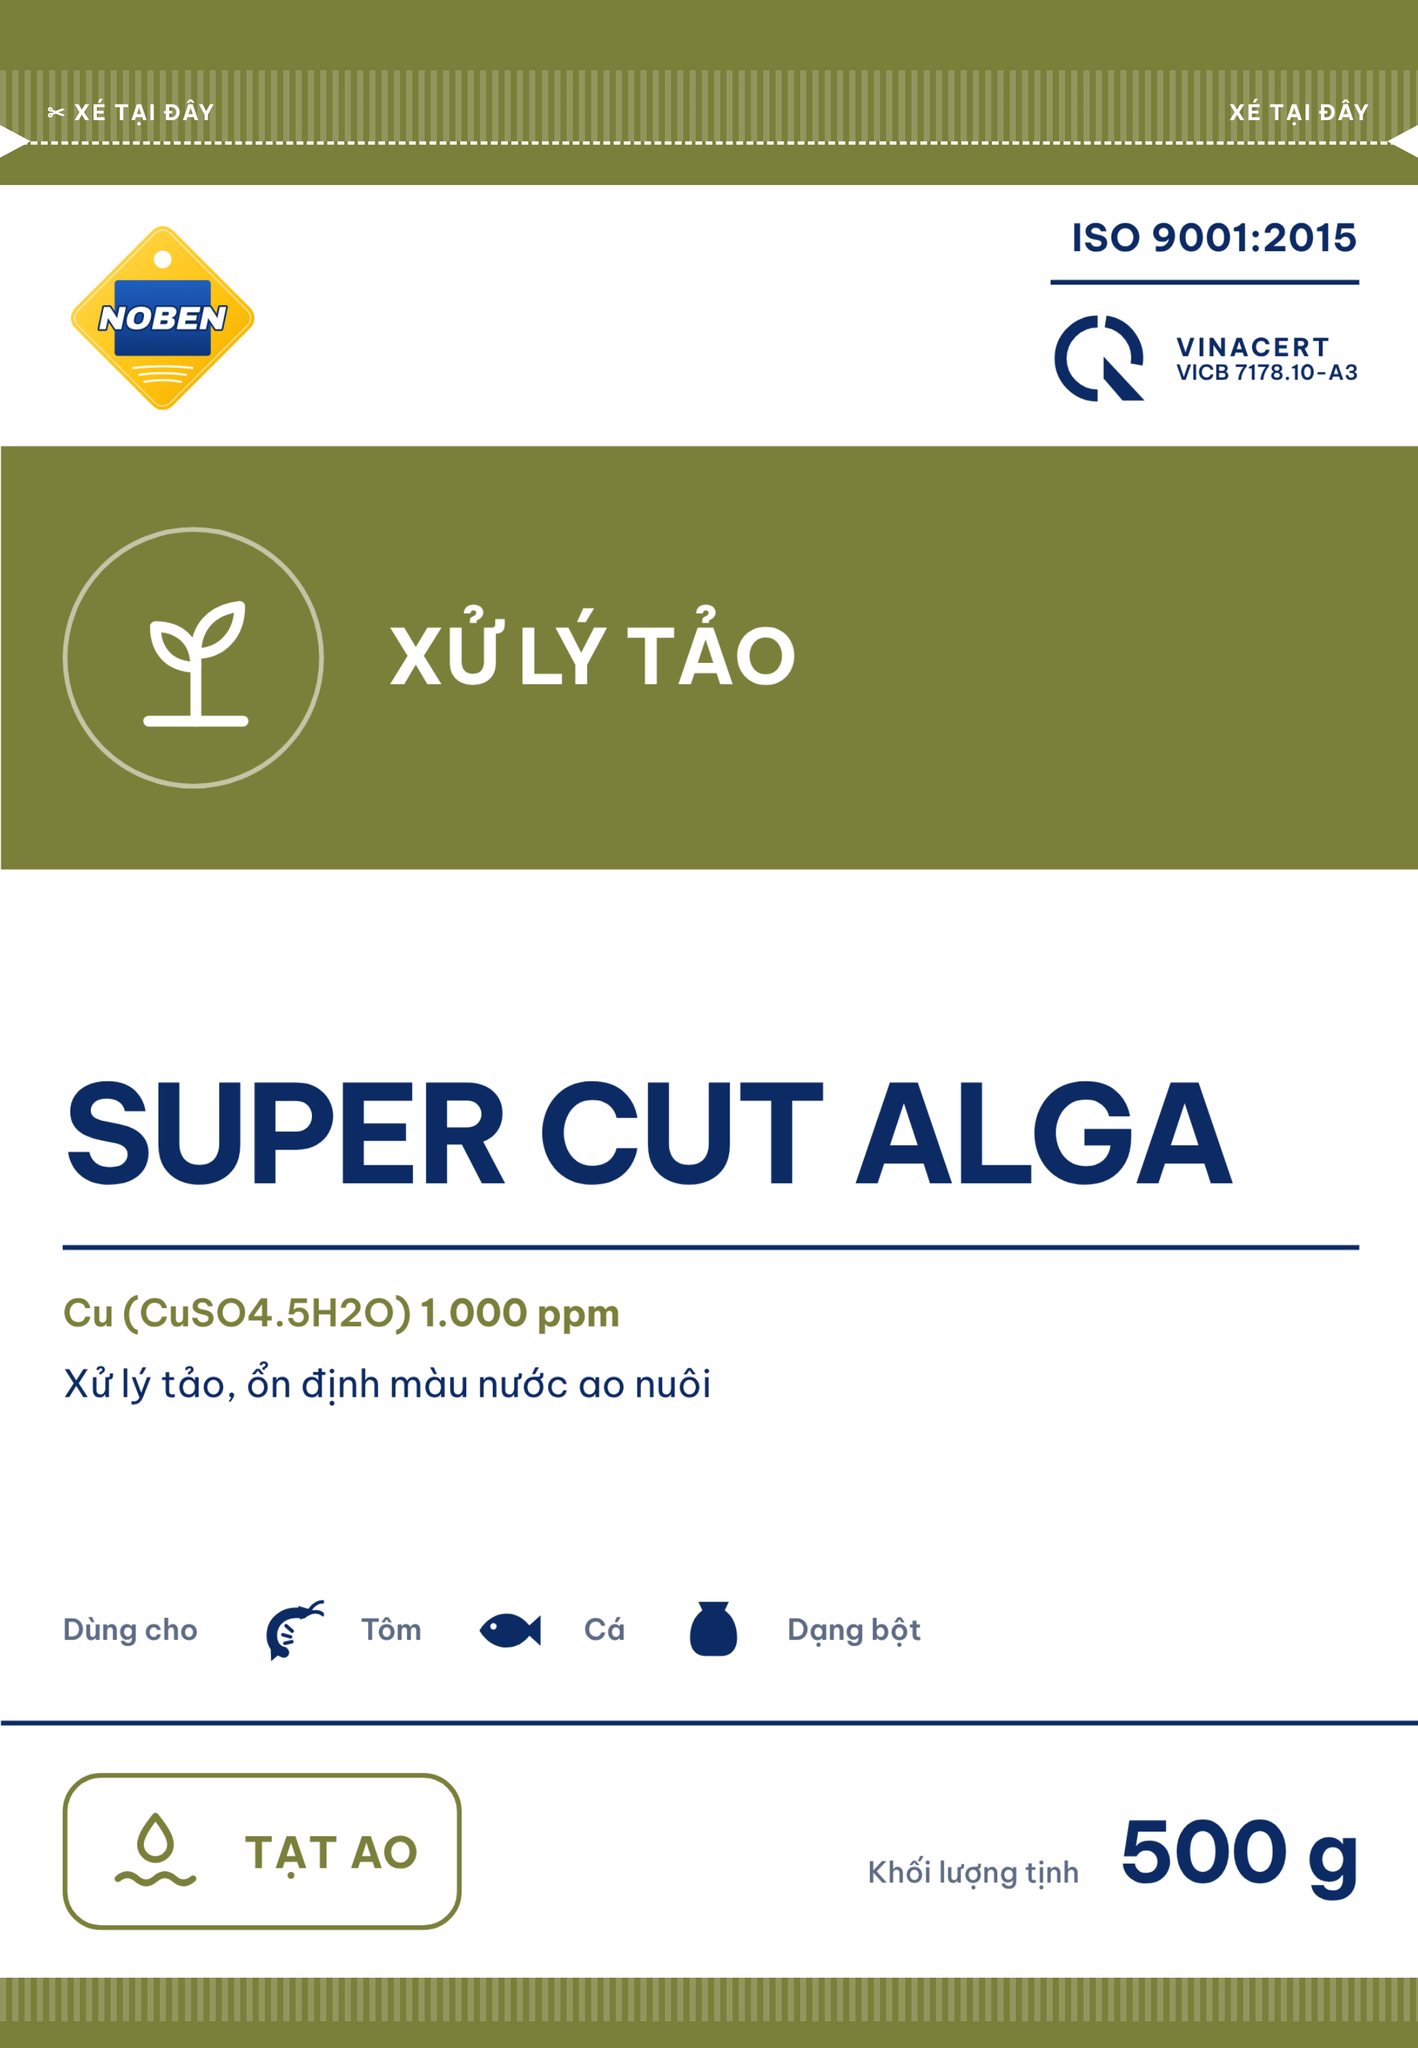 ✂ XÉ TẠI ĐÂY
XÉ TẠI ĐÂY
NOBEN
ISO 9001:2015
VINACERT
VICB 7178.10-A3
XỬ LÝ TẢO
SUPER CUT ALGA
Cu (CuSO4.5H2O) 1.000 ppm
Xử lý tảo, ổn định màu nước ao nuôi
Dùng cho Tôm Cá Dạng bột
TẠT AO
Khối lượng tịnh 500 g